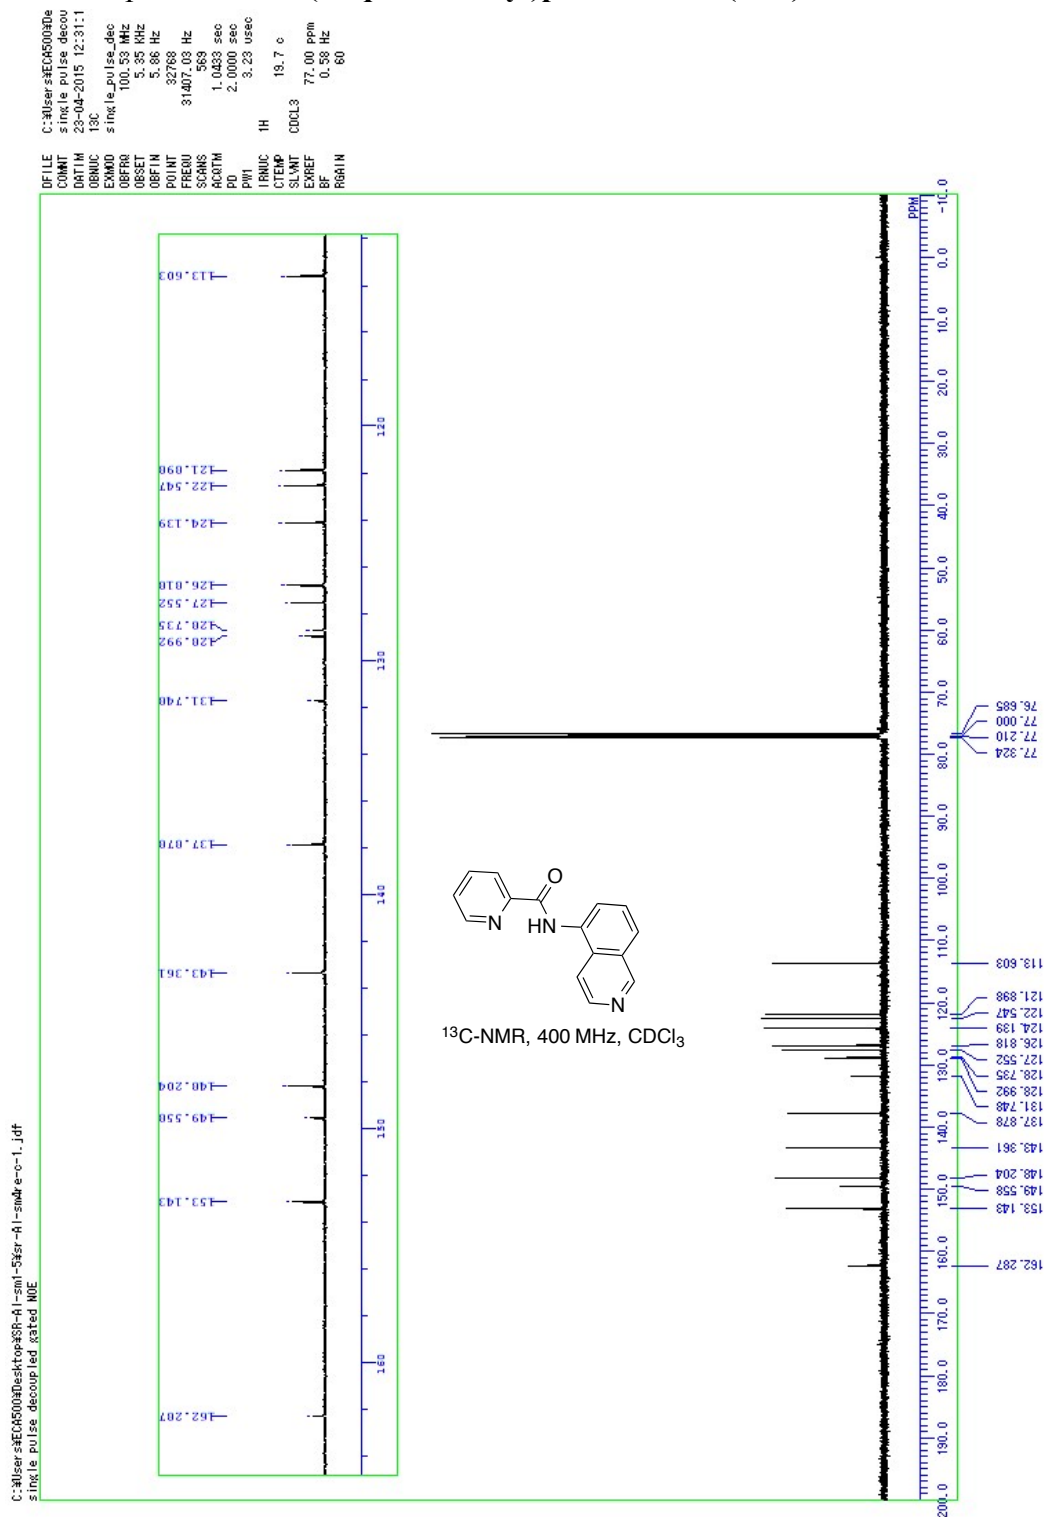 C:¥Users¥ECA500¥Desktop¥SR-AI-sm1-5¥sr-AI-sm4re-c-1.jdf
single pulse decoupled gated NOE
DFILE C:¥Users¥ECA500¥De
COMNT single pulse decou
DATIM 23-04-2015 12:31:1
OBNUC 13C
EXMOD single_pulse_dec
OBFRQ 100.53 MHz
OBSET 5.35 KHz
OBFIN 5.86 Hz
POINT 32768
FREQU 31407.03 Hz
SCANS 569
ACQTM 1.0433 sec
PD 2.0000 sec
PW1 3.23 usec
IRNUC 1H
CTEMP 19.7 c
SLVNT CDCL3
EXREF 77.00 ppm
BF 0.58 Hz
RGAIN 60
162.287
153.143
149.558
148.204
143.361
137.878
131.748
128.992
128.735
127.552
126.818
124.139
122.547
121.898
113.603
160
150
140
130
120
O
N
HN
N
¹³C-NMR, 400 MHz, CDCl₃
PPM
200.0 190.0 180.0 170.0 160.0 150.0 140.0 130.0 120.0 110.0 100.0 90.0 80.0 70.0 60.0 50.0 40.0 30.0 20.0 10.0 0.0 -10.0
162.287
153.143
149.558
148.204
143.361
137.878
131.748
128.992
128.735
127.552
126.818
124.139
122.547
121.898
113.603
77.324
77.210
77.000
76.685